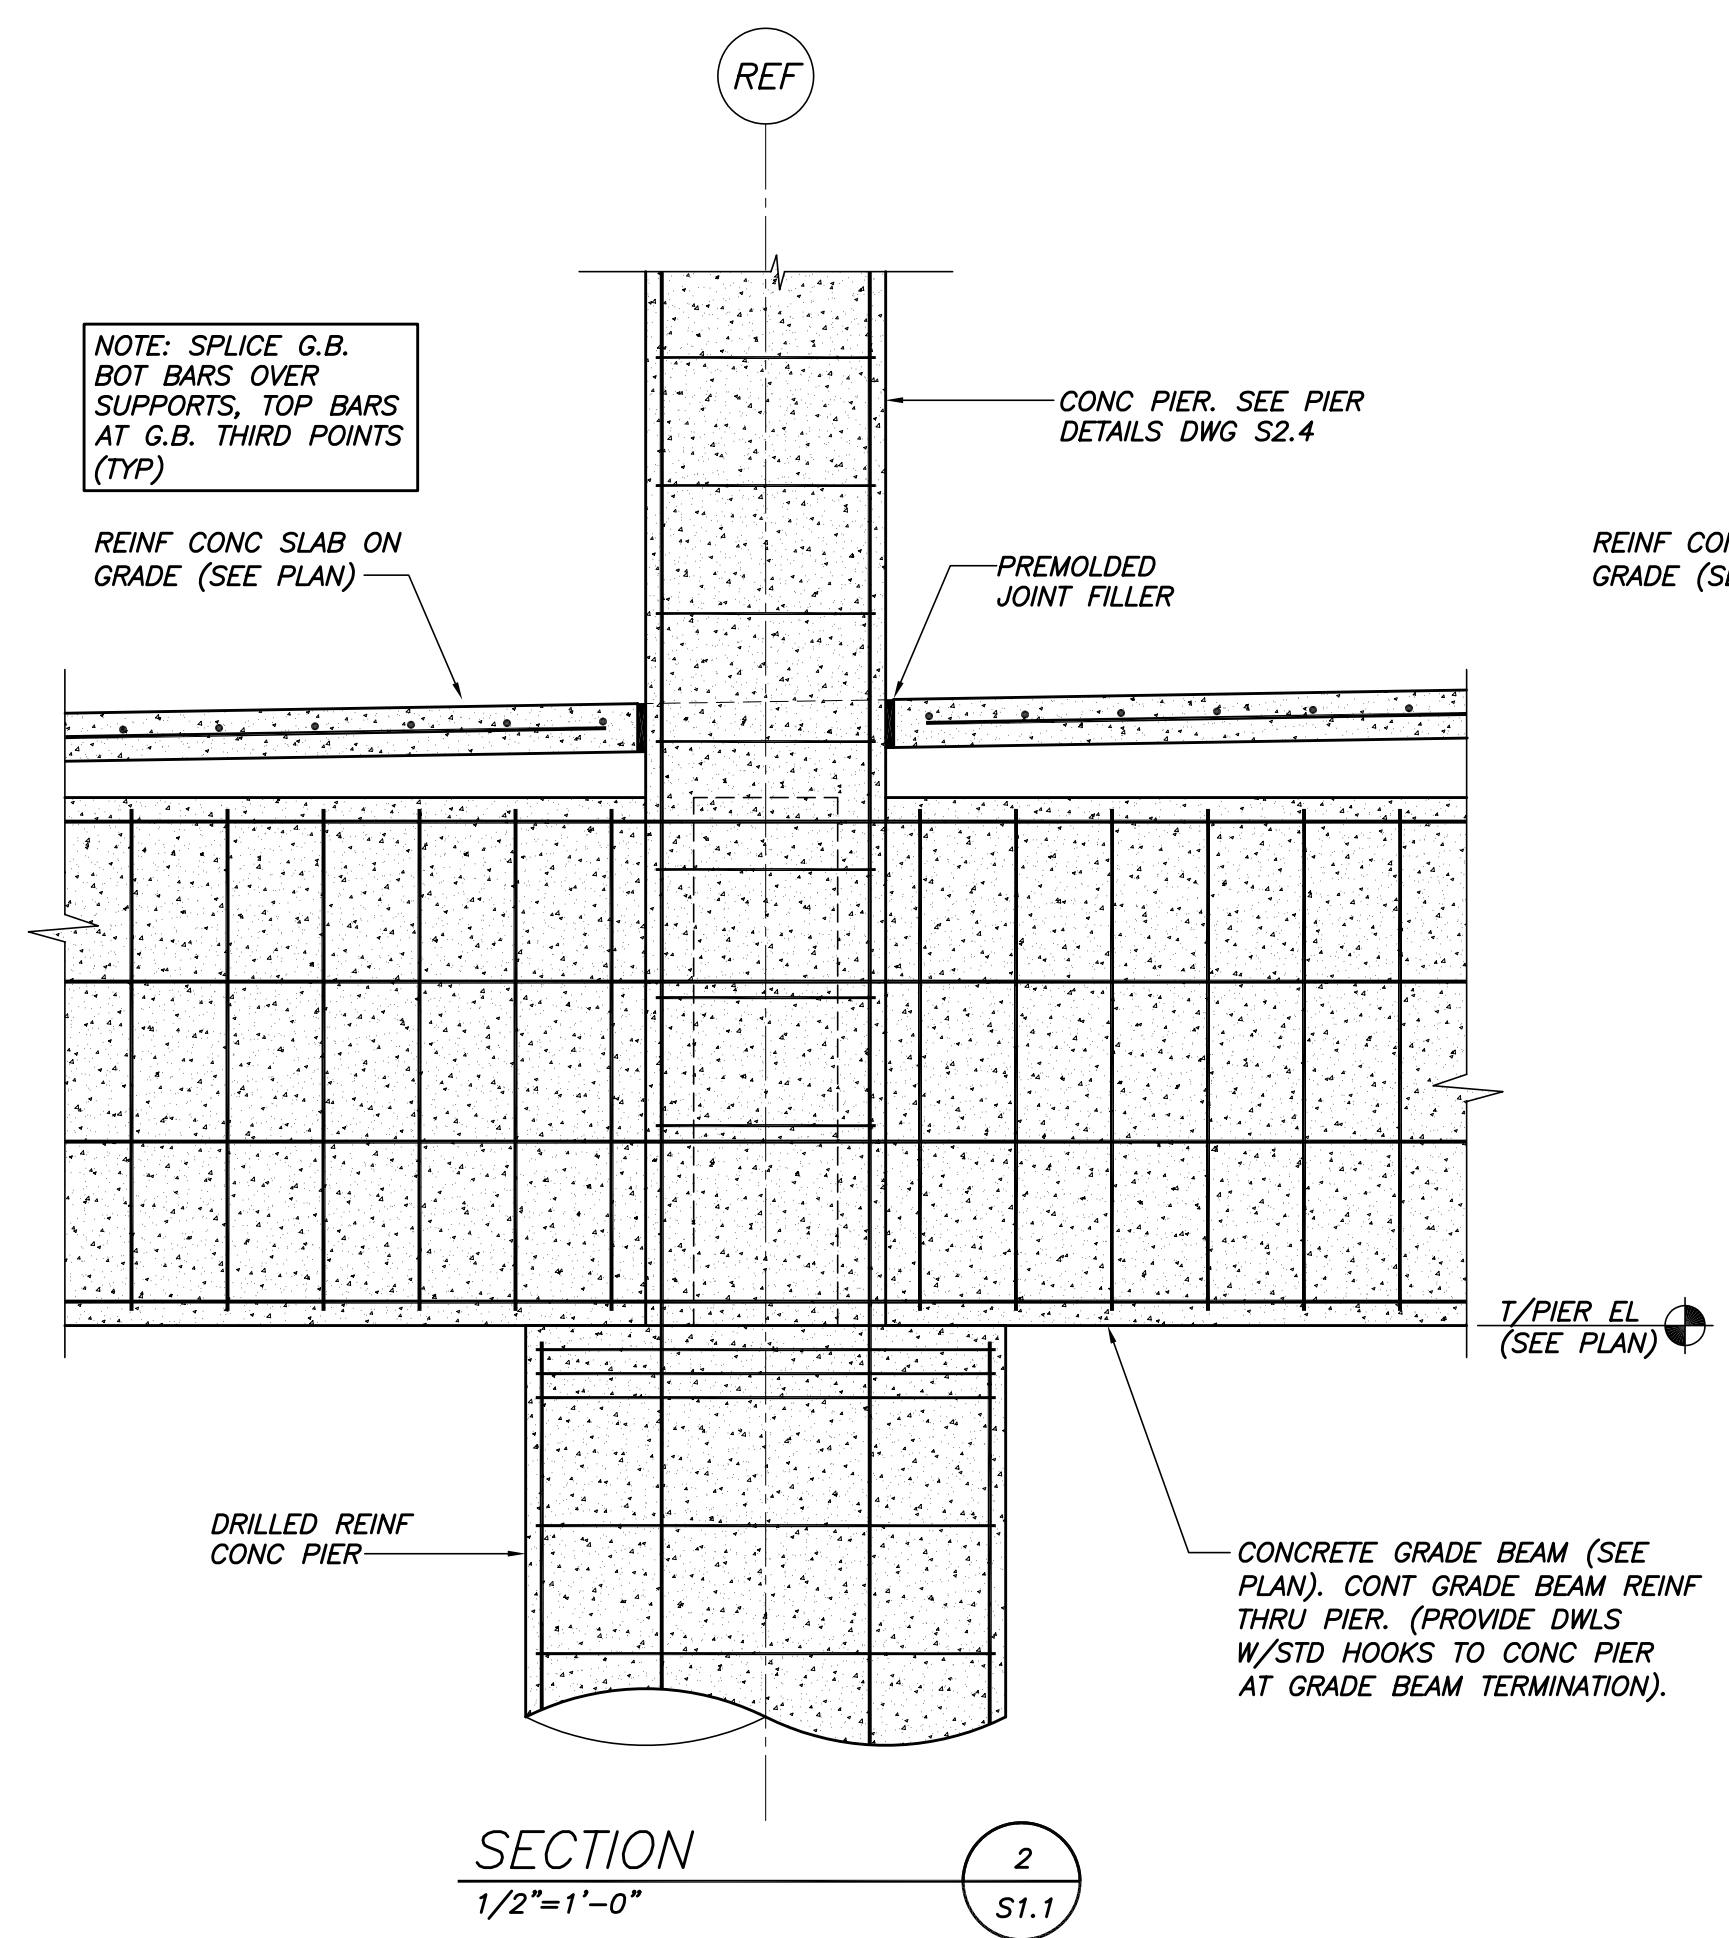 REF
NOTE: SPLICE G.B.
BOT BARS OVER
SUPPORTS, TOP BARS
AT G.B. THIRD POINTS
(TYP)
CONC PIER. SEE PIER
DETAILS DWG S2.4
REINF CONC SLAB ON
GRADE (SEE PLAN)
PREMOLDED
JOINT FILLER
REINF
GRADE
T/PIER EL
(SEE PLAN)
DRILLED REINF
CONC PIER
CONCRETE GRADE BEAM (SEE
PLAN). CONT GRADE BEAM REINF
THRU PIER. (PROVIDE DWLS
W/STD HOOKS TO CONC PIER
AT GRADE BEAM TERMINATION).
SECTION
1/2"=1'-0"
2
S1.1